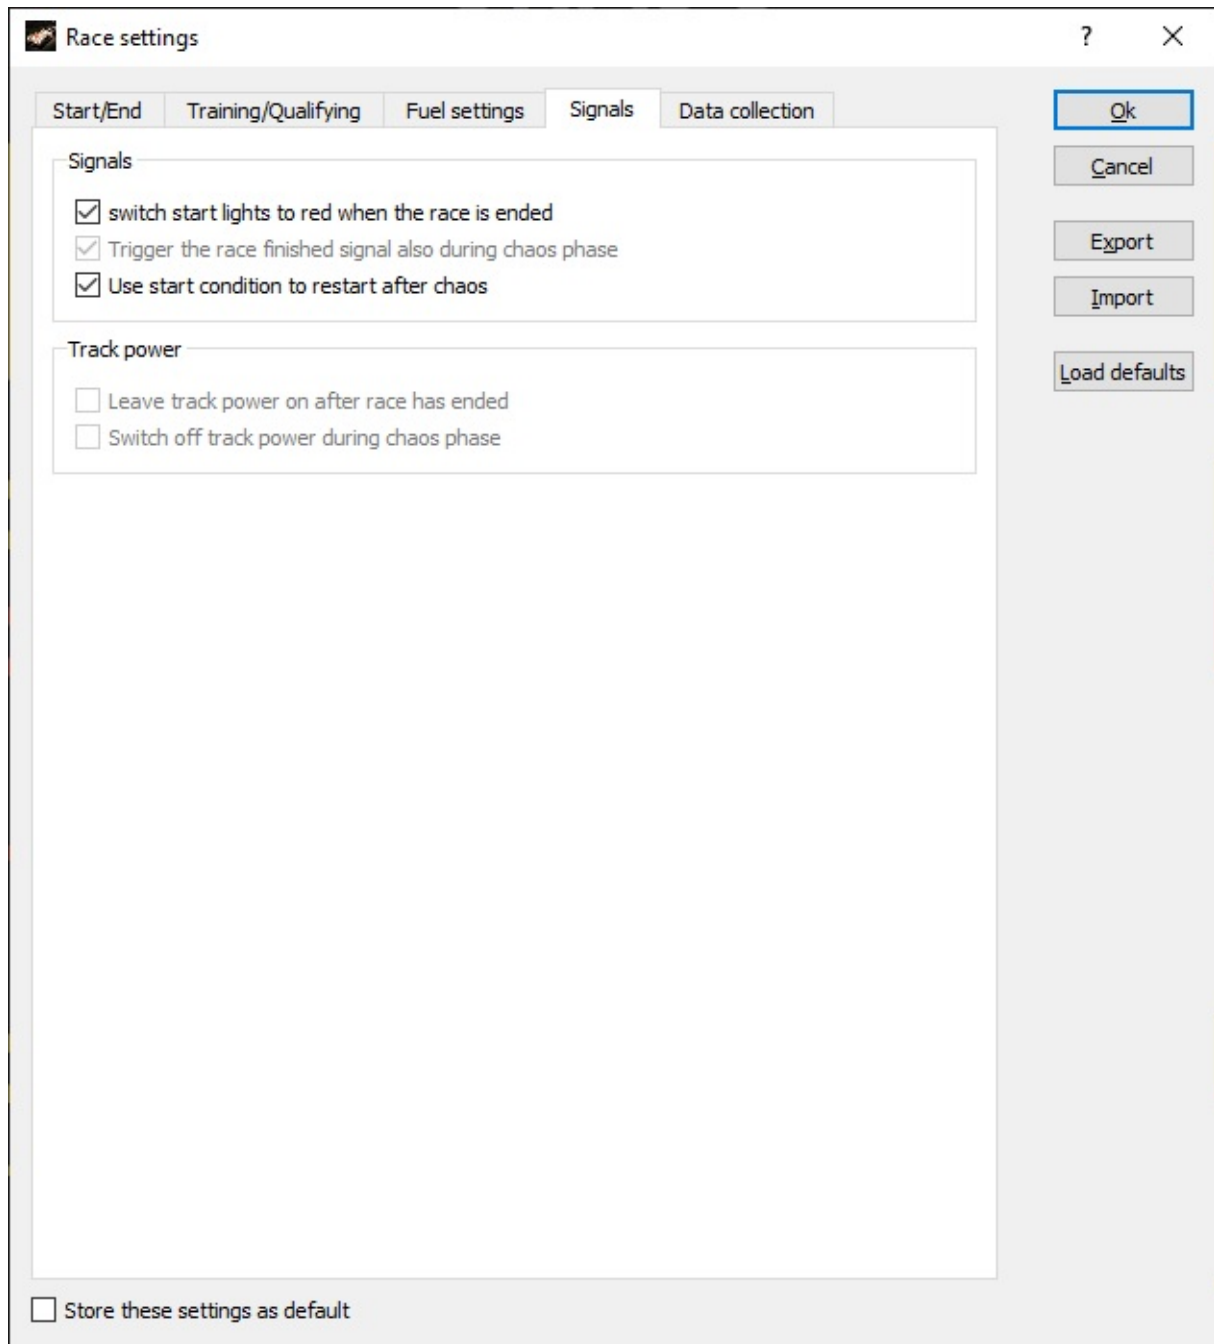 Race settings
?
Start/End Training/Qualifying Fuel settings Signals Data collection
Ok
Cancel
Export
Import
Load defaults
Signals
switch start lights to red when the race is ended
Trigger the race finished signal also during chaos phase
Use start condition to restart after chaos
Track power
Leave track power on after race has ended
Switch off track power during chaos phase
Store these settings as default